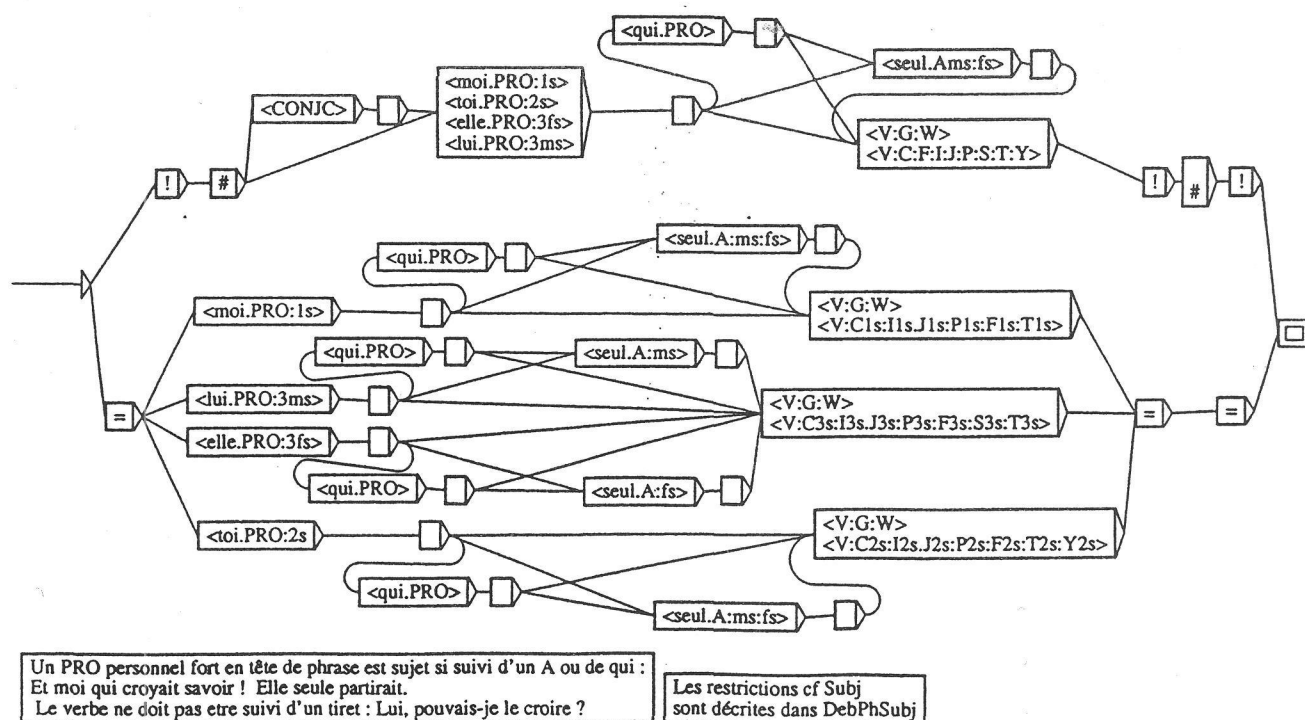 <qui.PRO>
<seul.Ams:fs>
<CONJC>
<moi.PRO:1s>
<toi.PRO:2s>
<elle.PRO:3fs>
<lui.PRO:3ms>
<V:G:W>
<V:C:F:I:J:P:S:T:Y>
! #
! # !
<qui.PRO>
<seul.A:ms:fs>
<moi.PRO:1s>
<V:G:W>
<V:C1s:I1s.J1s:P1s:F1s:T1s>
<qui.PRO>
<seul.A:ms>
<lui.PRO:3ms>
<V:G:W>
<V:C3s:I3s.J3s:P3s:F3s:S3s:T3s>
=
= =
<elle.PRO:3fs>
<qui.PRO>
<seul.A:fs>
<toi.PRO:2s
<V:G:W>
<V:C2s:I2s.J2s:P2s:F2s:T2s:Y2s>
<qui.PRO>
<seul.A:ms:fs>
Un PRO personnel fort en tête de phrase est sujet si suivi d'un A ou de qui :
Et moi qui croyait savoir ! Elle seule partirait.
Le verbe ne doit pas etre suivi d'un tiret : Lui, pouvais-je le croire ?
Les restrictions cf Subj
sont décrites dans DebPhSubj